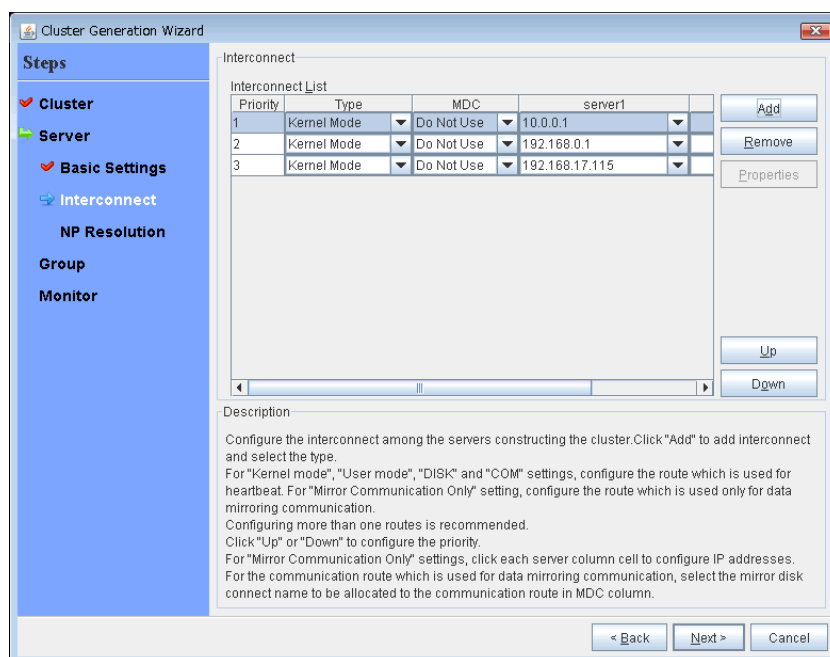 Cluster Generation Wizard
Steps
Cluster
Server
Basic Settings
Interconnect
NP Resolution
Group
Monitor
Interconnect
Interconnect List
Priority Type MDC server1
1 Kernel Mode Do Not Use 10.0.0.1
2 Kernel Mode Do Not Use 192.168.0.1
3 Kernel Mode Do Not Use 192.168.17.115
Add
Remove
Properties
Up
Down
Description
Configure the interconnect among the servers constructing the cluster.Click "Add" to add interconnect
and select the type.
For "Kernel mode", "User mode", "DISK" and "COM" settings, configure the route which is used for
heartbeat. For "Mirror Communication Only" setting, configure the route which is used only for data
mirroring communication.
Configuring more than one routes is recommended.
Click "Up" or "Down" to configure the priority.
For "Mirror Communication Only" settings, click each server column cell to configure IP addresses.
For the communication route which is used for data mirroring communication, select the mirror disk
connect name to be allocated to the communication route in MDC column.
< Back Next > Cancel